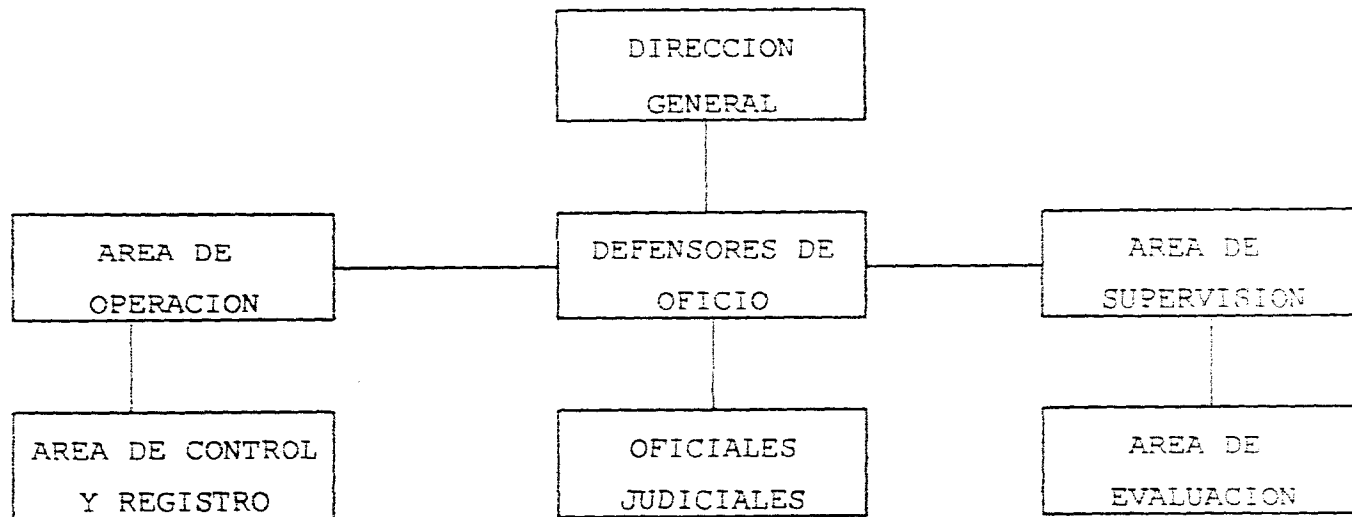 DIRECCION
GENERAL
AREA DE
OPERACION
DEFENSORES DE
OFICIO
AREA DE
SUPERVISION
AREA DE CONTROL
Y REGISTRO
OFICIALES
JUDICIALES
AREA DE
EVALUACION